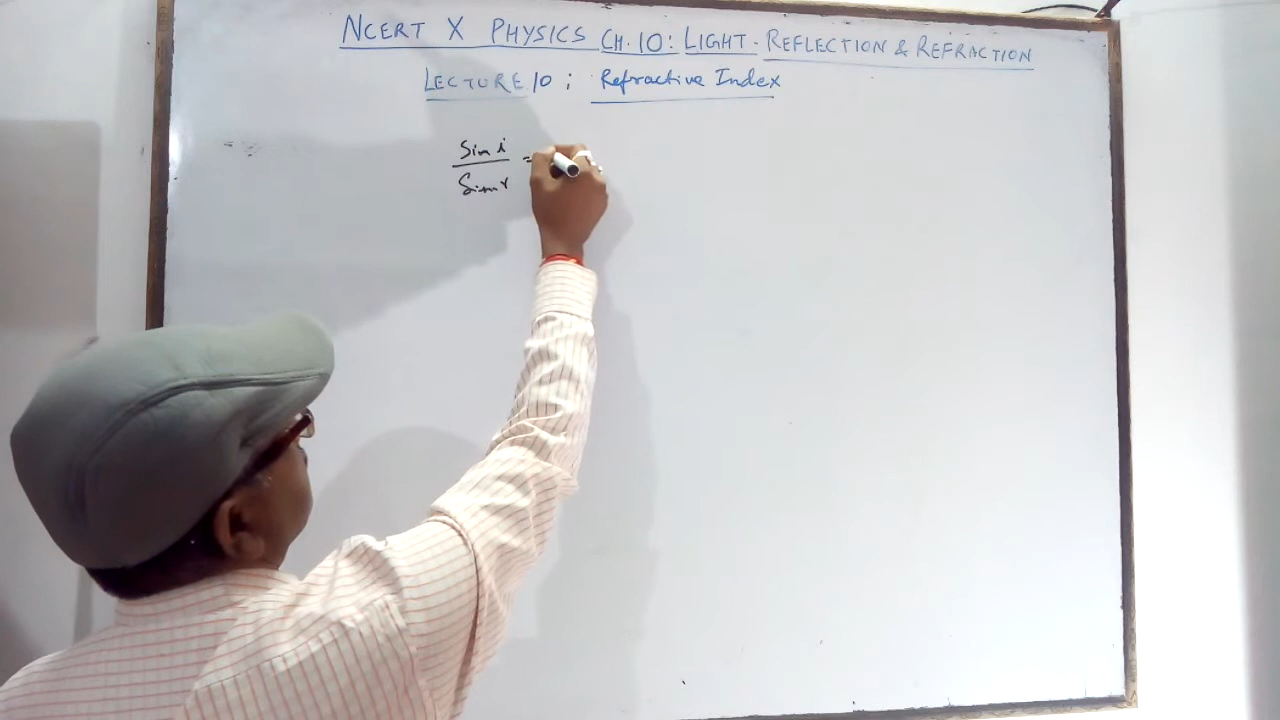 NCERT X PHYSICS CH.10: LIGHT-REFLECTION & REFRACTION
LECTURE 10 : Refractive Index
Sin i
=
Sin r